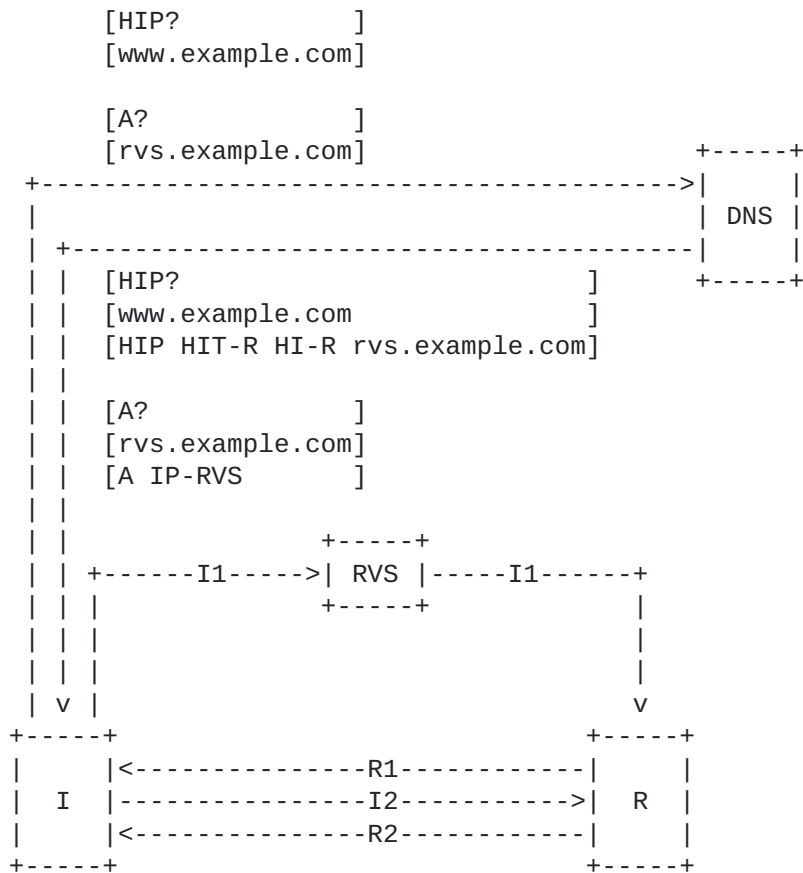 [HIP? ]
[www.example.com]
[A? ]
[rvs.example.com]
DNS
[HIP? ]
[www.example.com ]
[HIP HIT-R HI-R rvs.example.com]
[A? ]
[rvs.example.com]
[A IP-RVS ]
I1 RVS I1
R1
I I2 R
R2